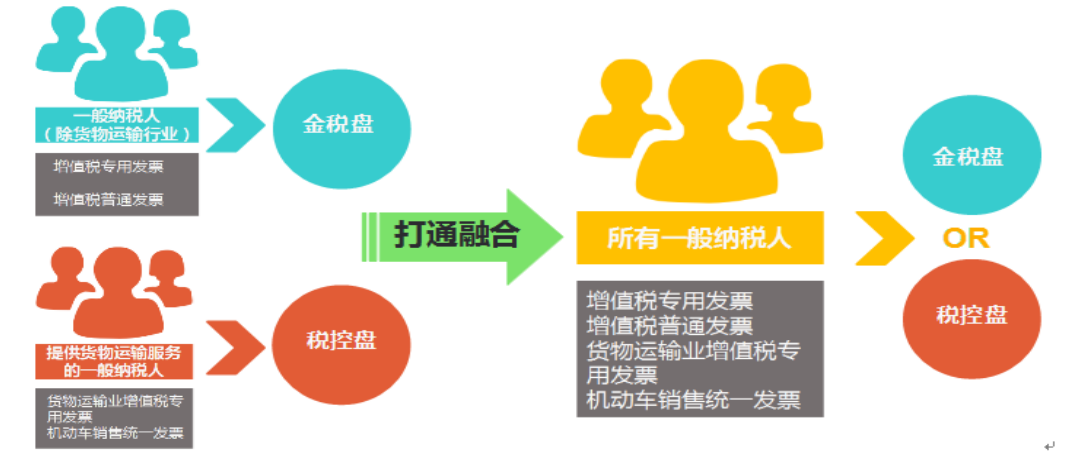 一般纳税人
（除货物运输行业）
增值税专用发票
增值税普通发票
金税盘
提供货物运输服务
的一般纳税人
货物运输业增值税专
用发票
机动车销售统一发票
税控盘
打通融合
所有一般纳税人
增值税专用发票
增值税普通发票
货物运输业增值税专
用发票
机动车销售统一发票
金税盘
OR
税控盘